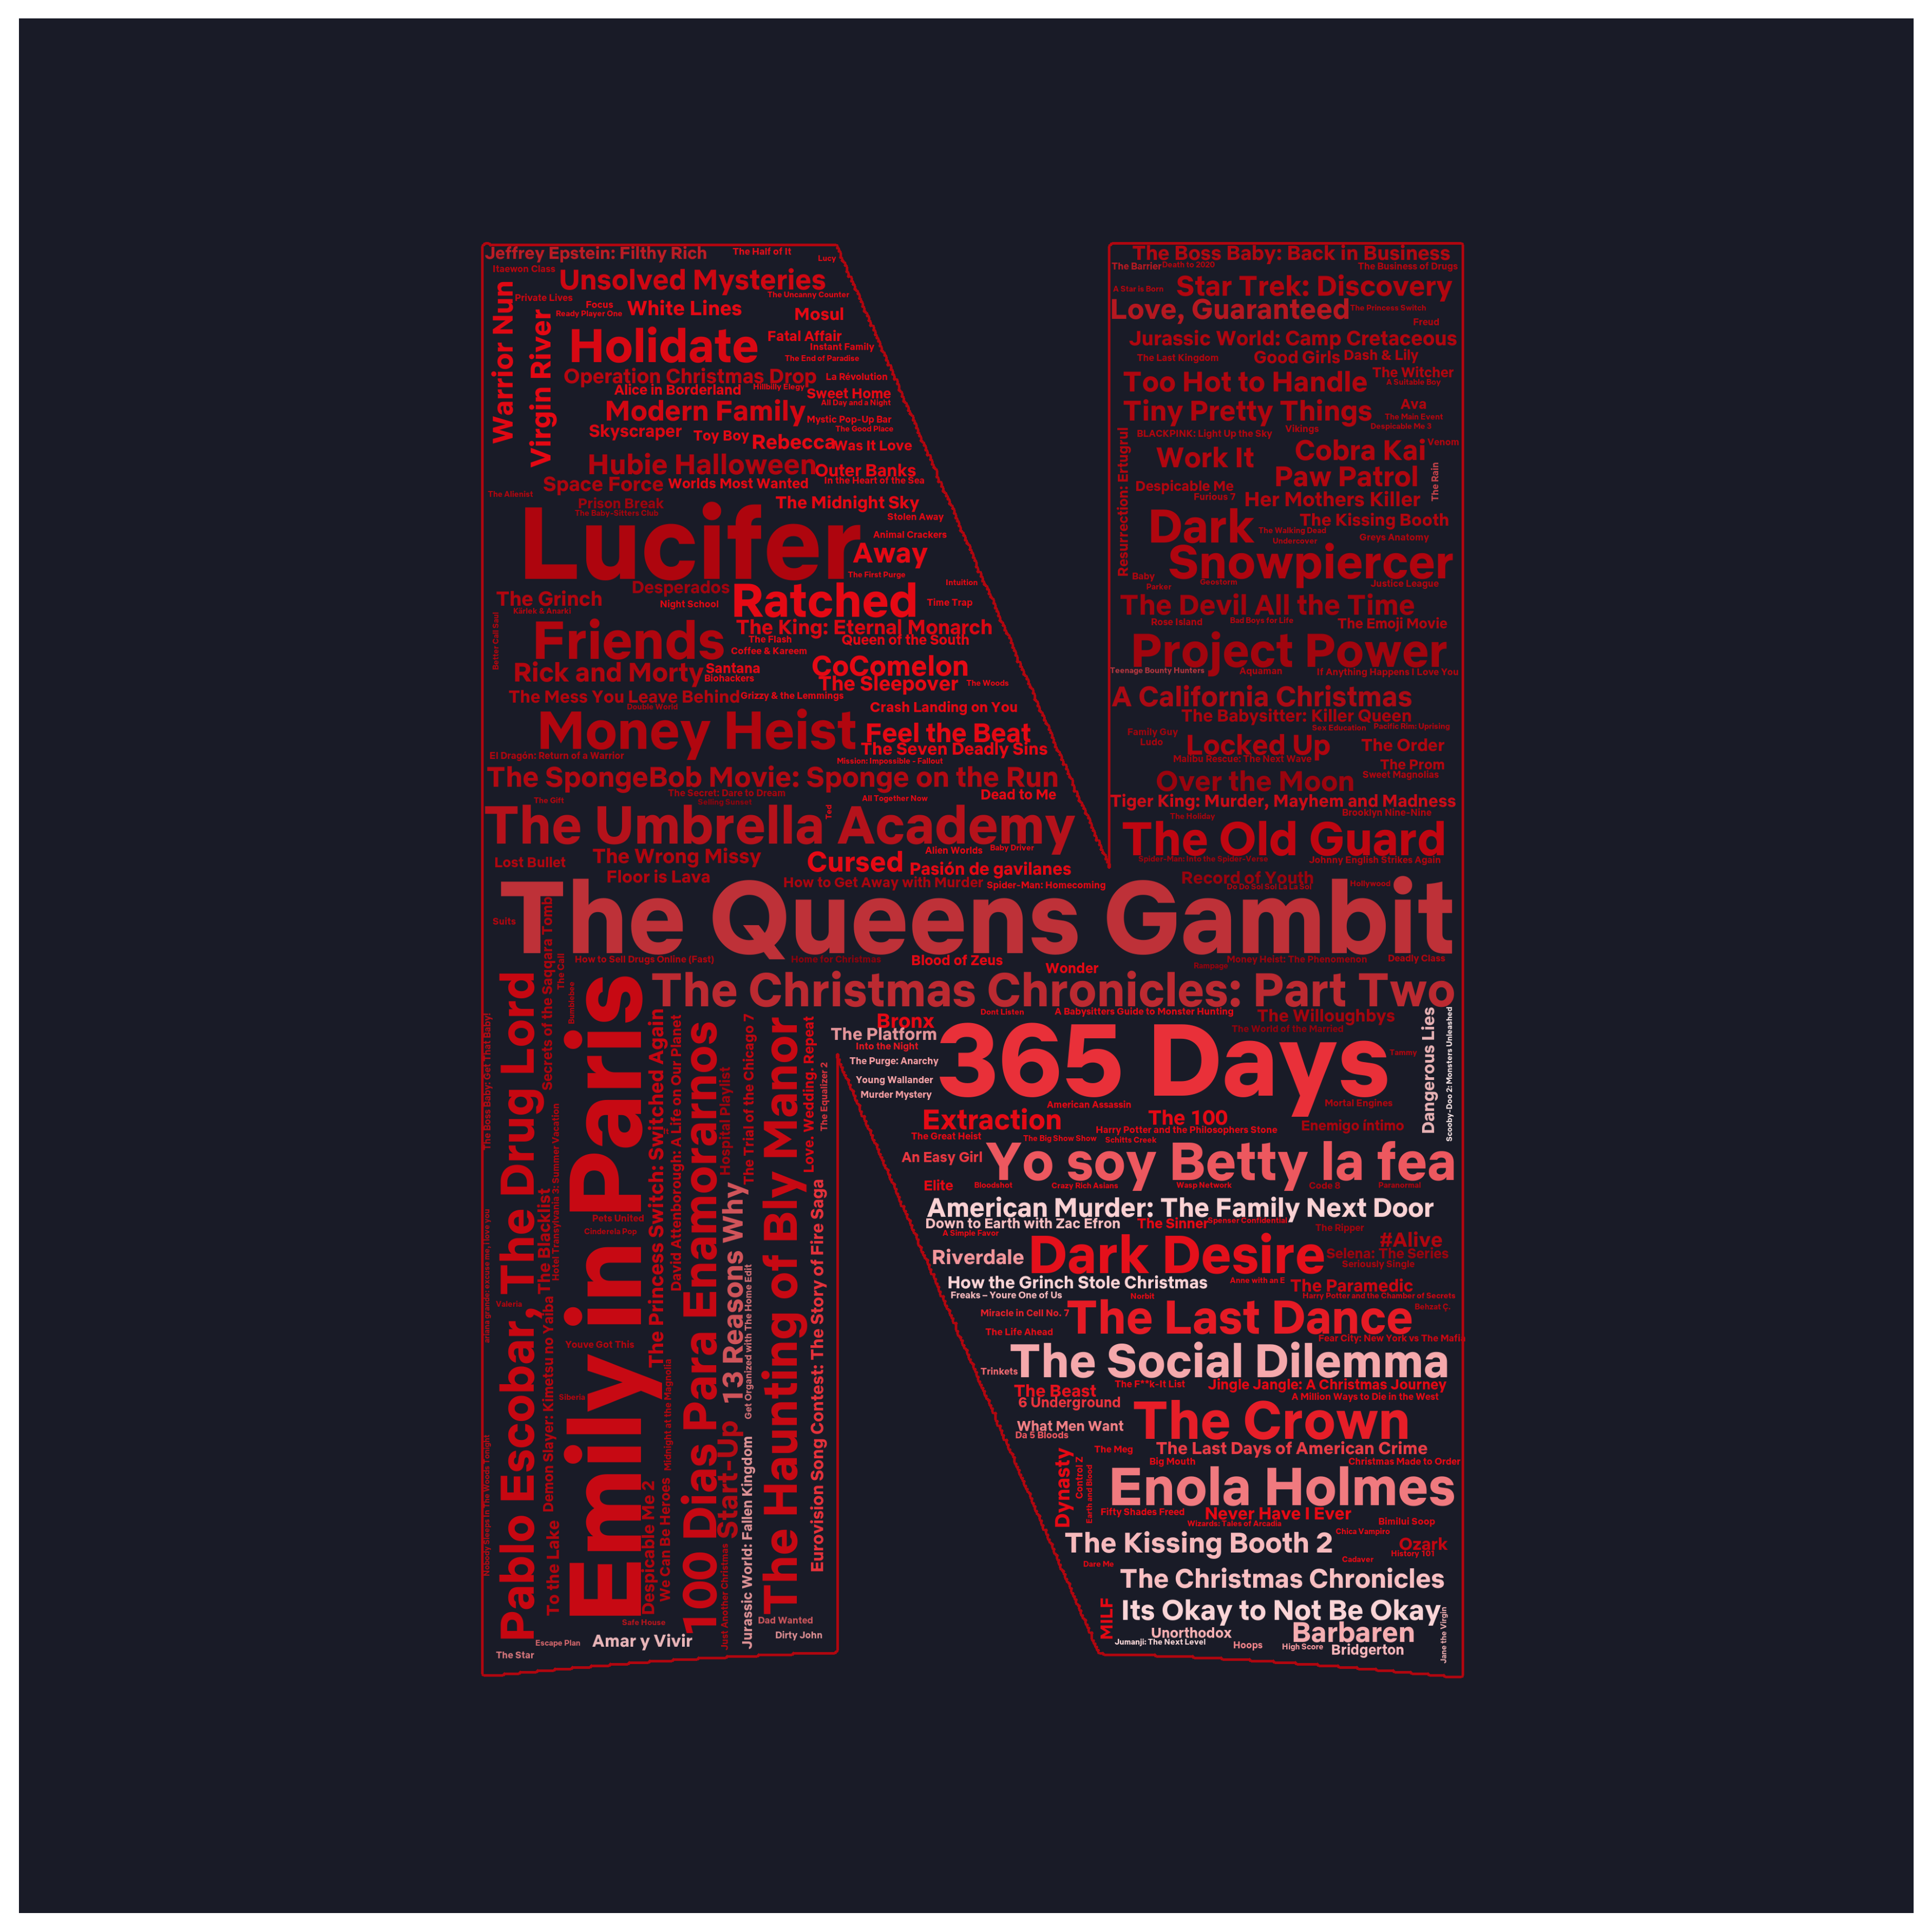 Jeffrey Epstein: Filthy Rich
The Half of It
Lucy
Itaewon Class
Unsolved Mysteries
The Uncanny Counter
Private Lives
Focus
Ready Player One
White Lines
Mosul
Warrior Nun
Virgin River
Holidate
Fatal Affair
Instant Family
The End of Paradise
Operation Christmas Drop
La Révolution
Alice in Borderland
Hillbilly Elegy
Sweet Home
All Day and a Night
Modern Family
Mystic Pop-Up Bar
The Good Place
Skyscraper
Toy Boy
Rebecca
Was It Love
Hubie Halloween
Outer Banks
Space Force
Worlds Most Wanted
In the Heart of the Sea
The Alienist
Prison Break
The Midnight Sky
The Baby-Sitters Club
Stolen Away
Lucifer
Animal Crackers
Away
The First Purge
Intuition
Desperados
The Grinch
Night School
Ratched
Time Trap
Kärlek & Anarki
Better Call Saul
Friends
The King: Eternal Monarch
The Flash
Queen of the South
Coffee & Kareem
Rick and Morty
Santana
Biohackers
CoComelon
The Sleepover
The Woods
The Mess You Leave Behind
Grizzy & the Lemmings
Double World
Crash Landing on You
Money Heist
Feel the Beat
The Seven Deadly Sins
El Dragón: Return of a Warrior
Mission: Impossible - Fallout
The SpongeBob Movie: Sponge on the Run
The Secret: Dare to Dream
Dead to Me
The Gift
Selling Sunset
All Together Now
Ted
The Umbrella Academy
Alien Worlds
Baby Driver
Lost Bullet
The Wrong Missy
Cursed
Pasión de gavilanes
Floor is Lava
How to Get Away with Murder
Spider-Man: Homecoming
The Boss Baby: Back in Business
The Barrier
Death to 2020
The Business of Drugs
A Star is Born
Star Trek: Discovery
Love, Guaranteed
The Princess Switch
Freud
Jurassic World: Camp Cretaceous
The Last Kingdom
Good Girls
Dash & Lily
Too Hot to Handle
The Witcher
A Suitable Boy
Tiny Pretty Things
Ava
The Main Event
Despicable Me 3
BLACKPINK: Light Up the Sky
Vikings
Resurrection: Ertugrul
Cobra Kai
Venom
Work It
Paw Patrol
The Rain
Despicable Me
Furious 7
Her Mothers Killer
Dark
The Kissing Booth
The Walking Dead
Undercover
Greys Anatomy
Snowpiercer
Baby
Geostorm
Parker
Justice League
The Devil All the Time
Rose Island
Bad Boys for Life
The Emoji Movie
Project Power
Teenage Bounty Hunters
Aquaman
If Anything Happens I Love You
A California Christmas
The Babysitter: Killer Queen
Sex Education
Pacific Rim: Uprising
Family Guy
Ludo
Locked Up
The Order
Malibu Rescue: The Next Wave
The Prom
Over the Moon
Sweet Magnolias
Tiger King: Murder, Mayhem and Madness
The Holiday
Brooklyn Nine-Nine
The Old Guard
Spider-Man: Into the Spider-Verse
Johnny English Strikes Again
Record of Youth
Do Do Sol Sol La La Sol
Hollywood
Suits
The Queens Gambit
How to Sell Drugs Online (Fast)
Home for Christmas
Blood of Zeus
Wonder
Rampage
Money Heist: The Phenomenon
Deadly Class
The Christmas Chronicles: Part Two
The Boss Baby: Get That Baby!
ariana grande: excuse me, i love you
Nobody Sleeps in The Woods Tonight
Pablo Escobar, The Drug Lord
Valeria
Secrets of the Saqqara Tomb
The Call
Bumblebee
Hotel Transylvania 3: Summer Vacation
The Blacklist
Demon Slayer: Kimetsu no Yaiba
To the Lake
Emily in Paris
Pets United
Cinderela Pop
Youve Got This
Siberia
The Princess Switch: Switched Again
David Attenborough: A Life on Our Planet
Midnight at the Magnolia
Despicable Me 2
We Can Be Heroes
Safe House
100 Dias Para Enamorarnos
Hospital Playlist
13 Reasons Why
Start-Up
Just Another Christmas
The Trial of the Chicago 7
Get Organized with The Home Edit
Jurassic World: Fallen Kingdom
The Haunting of Bly Manor
Love. Wedding. Repeat
The Equalizer 2
Eurovision Song Contest: The Story of Fire Saga
Dad Wanted
Dirty John
Escape Plan
Amar y Vivir
The Star
Bronx
Dont Listen
A Babysitters Guide to Monster Hunting
The Willoughbys
The Platform
The World of the Married
Into the Night
365 Days
Tammy
Dangerous Lies
Scooby-Doo 2: Monsters Unleashed
The Purge: Anarchy
Young Wallander
Murder Mystery
American Assassin
Mortal Engines
Extraction
The 100
Enemigo íntimo
Harry Potter and the Philosophers Stone
The Great Heist
The Big Show Show
Schitts Creek
An Easy Girl
Yo soy Betty la fea
Elite
Bloodshot
Crazy Rich Asians
Wasp Network
Code 8
Paranormal
American Murder: The Family Next Door
Down to Earth with Zac Efron
The Sinner
Spenser Confidential
The Ripper
A Simple Favor
#Alive
Riverdale
Dark Desire
Selena: The Series
Seriously Single
How the Grinch Stole Christmas
Anne with an E
The Paramedic
Freaks – Youre One of Us
Norbit
Harry Potter and the Chamber of Secrets
Miracle in Cell No. 7
The Last Dance
Behzat Ç.
The Life Ahead
Fear City: New York vs The Mafia
The Social Dilemma
Trinkets
The Beast
The F**k-It List
Jingle Jangle: A Christmas Journey
6 Underground
A Million Ways to Die in the West
What Men Want
Da 5 Bloods
The Crown
The Meg
The Last Days of American Crime
Dynasty
Control Z
Earth and Blood
Big Mouth
Christmas Made to Order
Enola Holmes
Fifty Shades Freed
Never Have I Ever
Wizards: Tales of Arcadia
Bimilui Soop
Chica Vampiro
The Kissing Booth 2
Ozark
History 101
Dare Me
Cadaver
The Christmas Chronicles
MILF
Its Okay to Not Be Okay
Jane the Virgin
Unorthodox
Barbaren
Jumanji: The Next Level
Hoops
High Score
Bridgerton